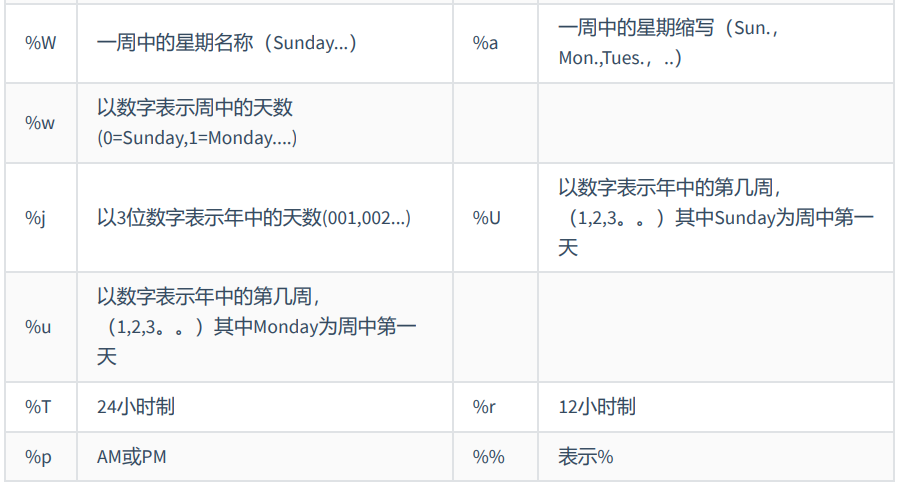 %W
一周中的星期名称（Sunday...）
%a
一周中的星期缩写（Sun.，
Mon.,Tues.，..）
%w
以数字表示周中的天数
(0=Sunday,1=Monday....)
%j
以3位数字表示年中的天数(001,002...)
%U
以数字表示年中的第几周，
（1,2,3。。）其中Sunday为周中第一
天
%u
以数字表示年中的第几周，
（1,2,3。。）其中Monday为周中第一
天
%T
24小时制
%r
12小时制
%p
AM或PM
%%
表示%